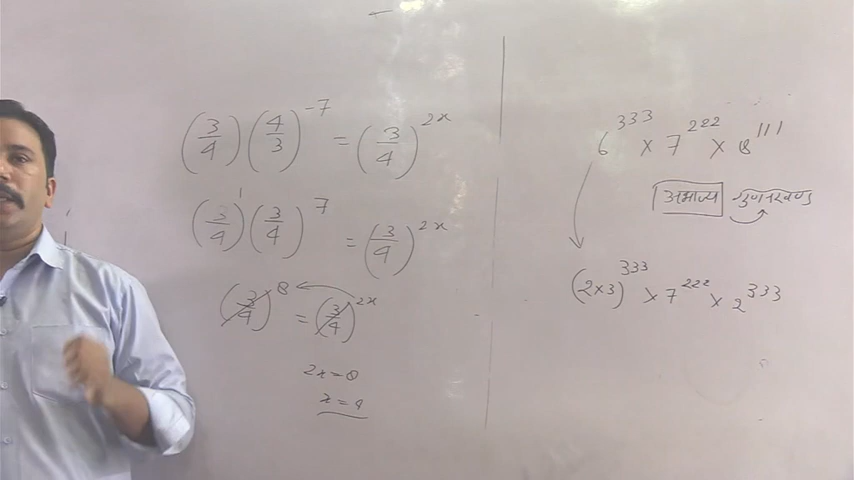 (3/4) (4/3)^-7 = (3/4)^2x
(3/4)^1 (3/4)^7 = (3/4)^2x
(3/4)^8 = (3/4)^2x
2x = 8
x = 4
6^333 × 7^222 × 8^111
अभाज्य गुणनखण्ड
(2×3)^333 × 7^222 × 2^333